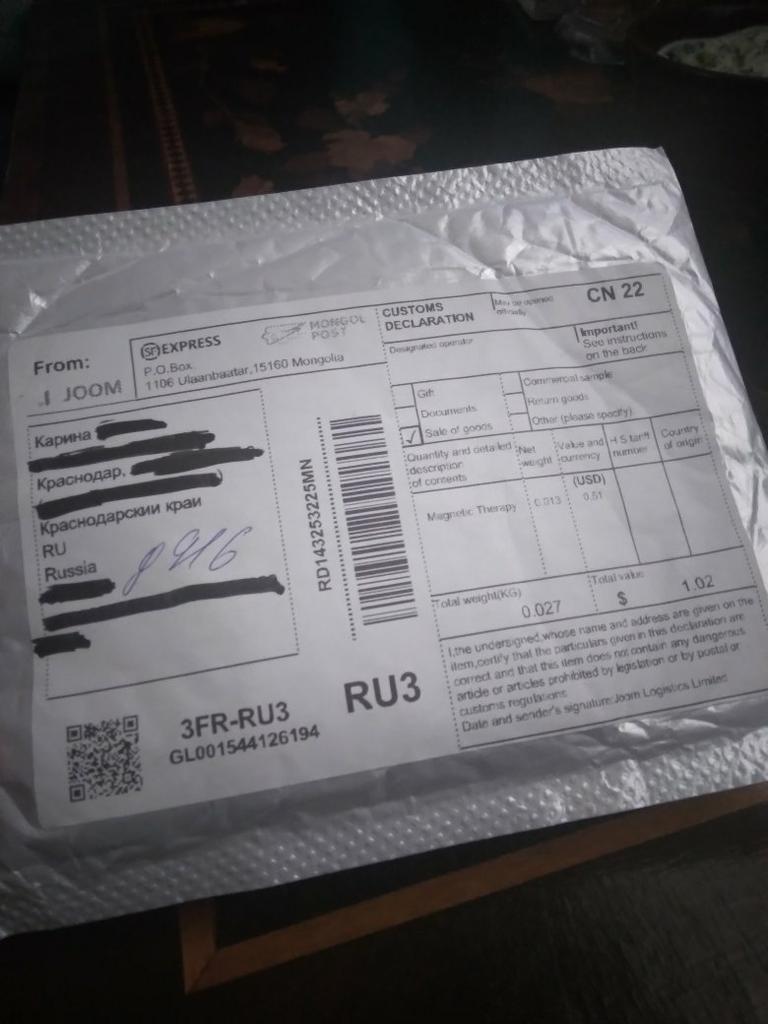 From:
JOOM
SF EXPRESS
MONGOL
POST
P.O.Box
1106 Ulaanbaatar,15160 Mongolia
Карина
Краснодар,
Краснодарский край
RU
Russia
8916
RD143253225MN
3FR-RU3
GL001544126194
RU3
CUSTOMS
DECLARATION
May be opened
officially
CN 22
Designated operator
Important!
See instructions
on the back
Gift
Documents
✓ Sale of goods
Commercial sample
Return goods
Other (please specify)
Quantity and detailed
description
of contents
Net
weight
Value and
currency
H S tariff
number
Country
of origin
(USD)
Magnetic Therapy 0.013 0.51
Total weight(KG)
0.027
Total value
$ 1.02
I,the undersigned,whose name and address are given on the
item,certify that the particulars given in this declaration are
correct and that this item does not contain any dangerous
article or articles prohibited by legislation or by postal or
customs regulations
Date and sender's signature:Joom Logistics Limited